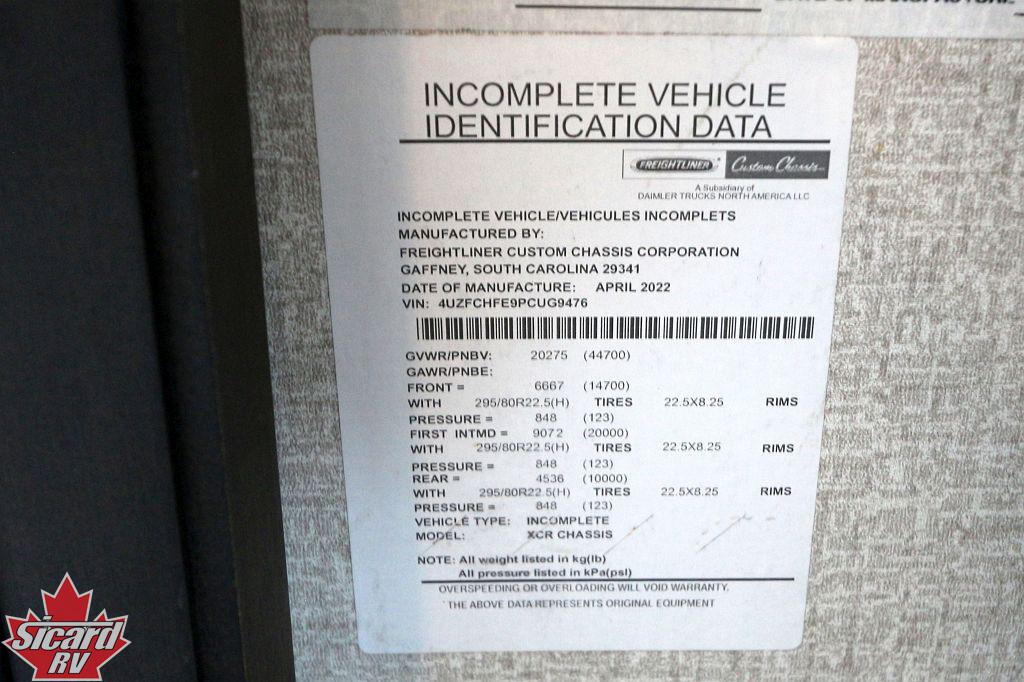 INCOMPLETE VEHICLE
IDENTIFICATION DATA
FREIGHTLINER Custom Chassis
A Subsidiary of
DAIMLER TRUCKS NORTH AMERICA LLC
INCOMPLETE VEHICLE/VEHICULES INCOMPLETS
MANUFACTURED BY:
FREIGHTLINER CUSTOM CHASSIS CORPORATION
GAFFNEY, SOUTH CAROLINA 29341
DATE OF MANUFACTURE: APRIL 2022
VIN: 4UZFCHFE9PCUG9476
GVWR/PNBV: 20275 (44700)
GAWR/PNBE:
FRONT = 6667 (14700)
WITH 295/80R22.5(H) TIRES 22.5X8.25 RIMS
PRESSURE = 848 (123)
FIRST INTMD = 9072 (20000)
WITH 295/80R22.5(H) TIRES 22.5X8.25 RIMS
PRESSURE = 848 (123)
REAR = 4536 (10000)
WITH 295/80R22.5(H) TIRES 22.5X8.25 RIMS
PRESSURE = 848 (123)
VEHICLE TYPE: INCOMPLETE
MODEL: XCR CHASSIS
NOTE: All weight listed in kg(lb)
All pressure listed in kPa(psl)
OVERSPEEDING OR OVERLOADING WILL VOID WARRANTY.
THE ABOVE DATA REPRESENTS ORIGINAL EQUIPMENT
Sicard
RV